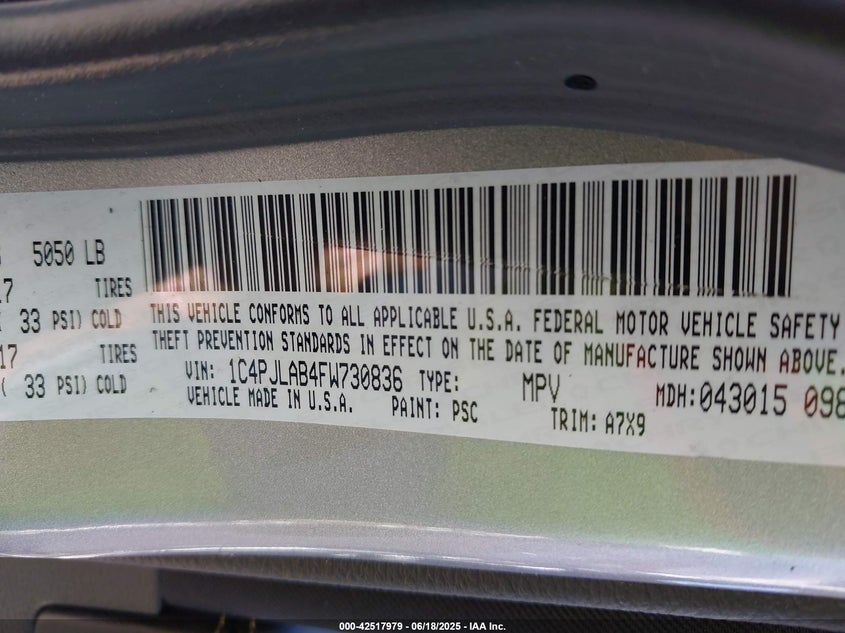 5050 LB
17 TIRES
33 PSI) COLD
17 TIRES
( 33 PSI) COLD
THIS VEHICLE CONFORMS TO ALL APPLICABLE U.S.A. FEDERAL MOTOR VEHICLE SAFETY
THEFT PREVENTION STANDARDS IN EFFECT ON THE DATE OF MANUFACTURE SHOWN ABOVE.
VIN: 1C4PJLAB4FW730836 TYPE: MPV MDH:043015 098
VEHICLE MADE IN U.S.A. PAINT: PSC TRIM: A7X9
000-42517979 - 06/18/2025 - IAA Inc.